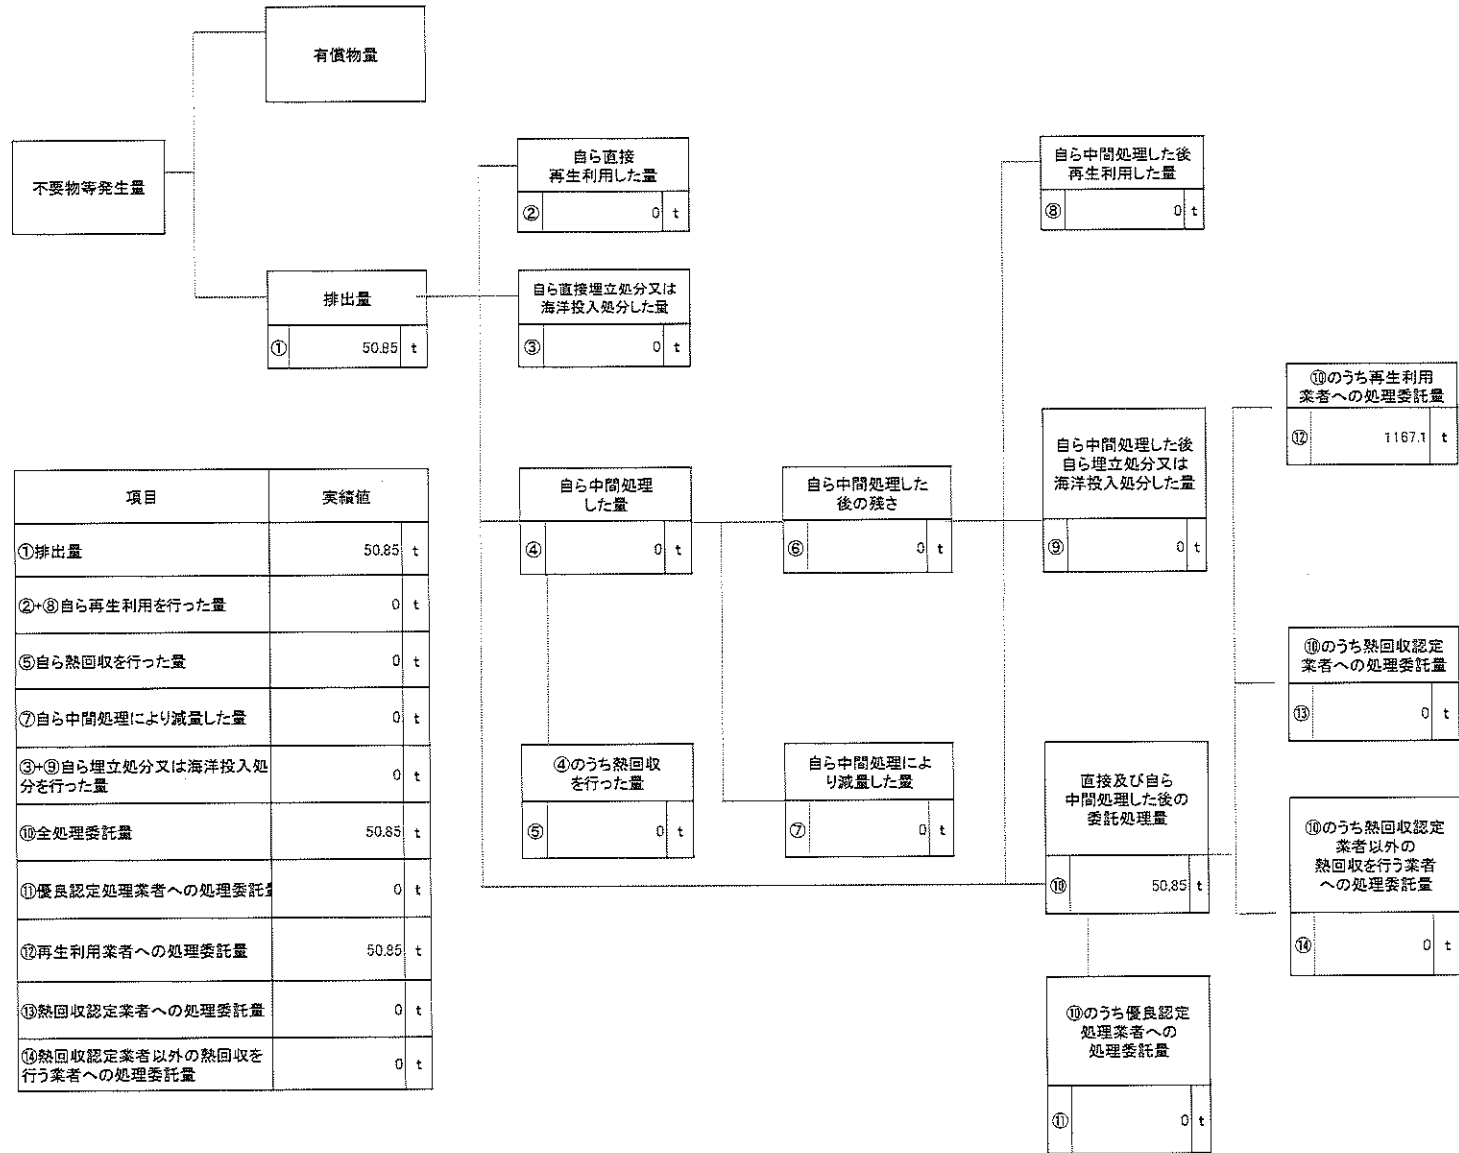 有償物量
不要物等発生量
排出量
① 50.85 t
自ら直接
再生利用した量
② 0 t
自ら直接埋立処分又は
海洋投入処分した量
③ 0 t
自ら中間処理
した量
④ 0 t
④のうち熱回収
を行った量
⑤ 0 t
自ら中間処理した
後の残さ
⑥ 0 t
自ら中間処理によ
り減量した量
⑦ 0 t
自ら中間処理した後
再生利用した量
⑧ 0 t
自ら中間処理した後
自ら埋立処分又は
海洋投入処分した量
⑨ 0 t
直接及び自ら
中間処理した後の
委託処理量
⑩ 50.85 t
⑩のうち優良認定
処理業者への
処理委託量
⑪ 0 t
⑩のうち再生利用
業者への処理委託量
⑫ 1167.1 t
⑩のうち熱回収認定
業者への処理委託量
⑬ 0 t
⑩のうち熱回収認定
業者以外の
熱回収を行う業者
への処理委託量
⑭ 0 t
項目 実績値
①排出量 50.85 t
②+⑧自ら再生利用を行った量 0 t
⑤自ら熱回収を行った量 0 t
⑦自ら中間処理により減量した量 0 t
③+⑨自ら埋立処分又は海洋投入処
分を行った量 0 t
⑩全処理委託量 50.85 t
⑪優良認定処理業者への処理委託量 0 t
⑫再生利用業者への処理委託量 50.85 t
⑬熱回収認定業者への処理委託量 0 t
⑭熱回収認定業者以外の熱回収を
行う業者への処理委託量 0 t